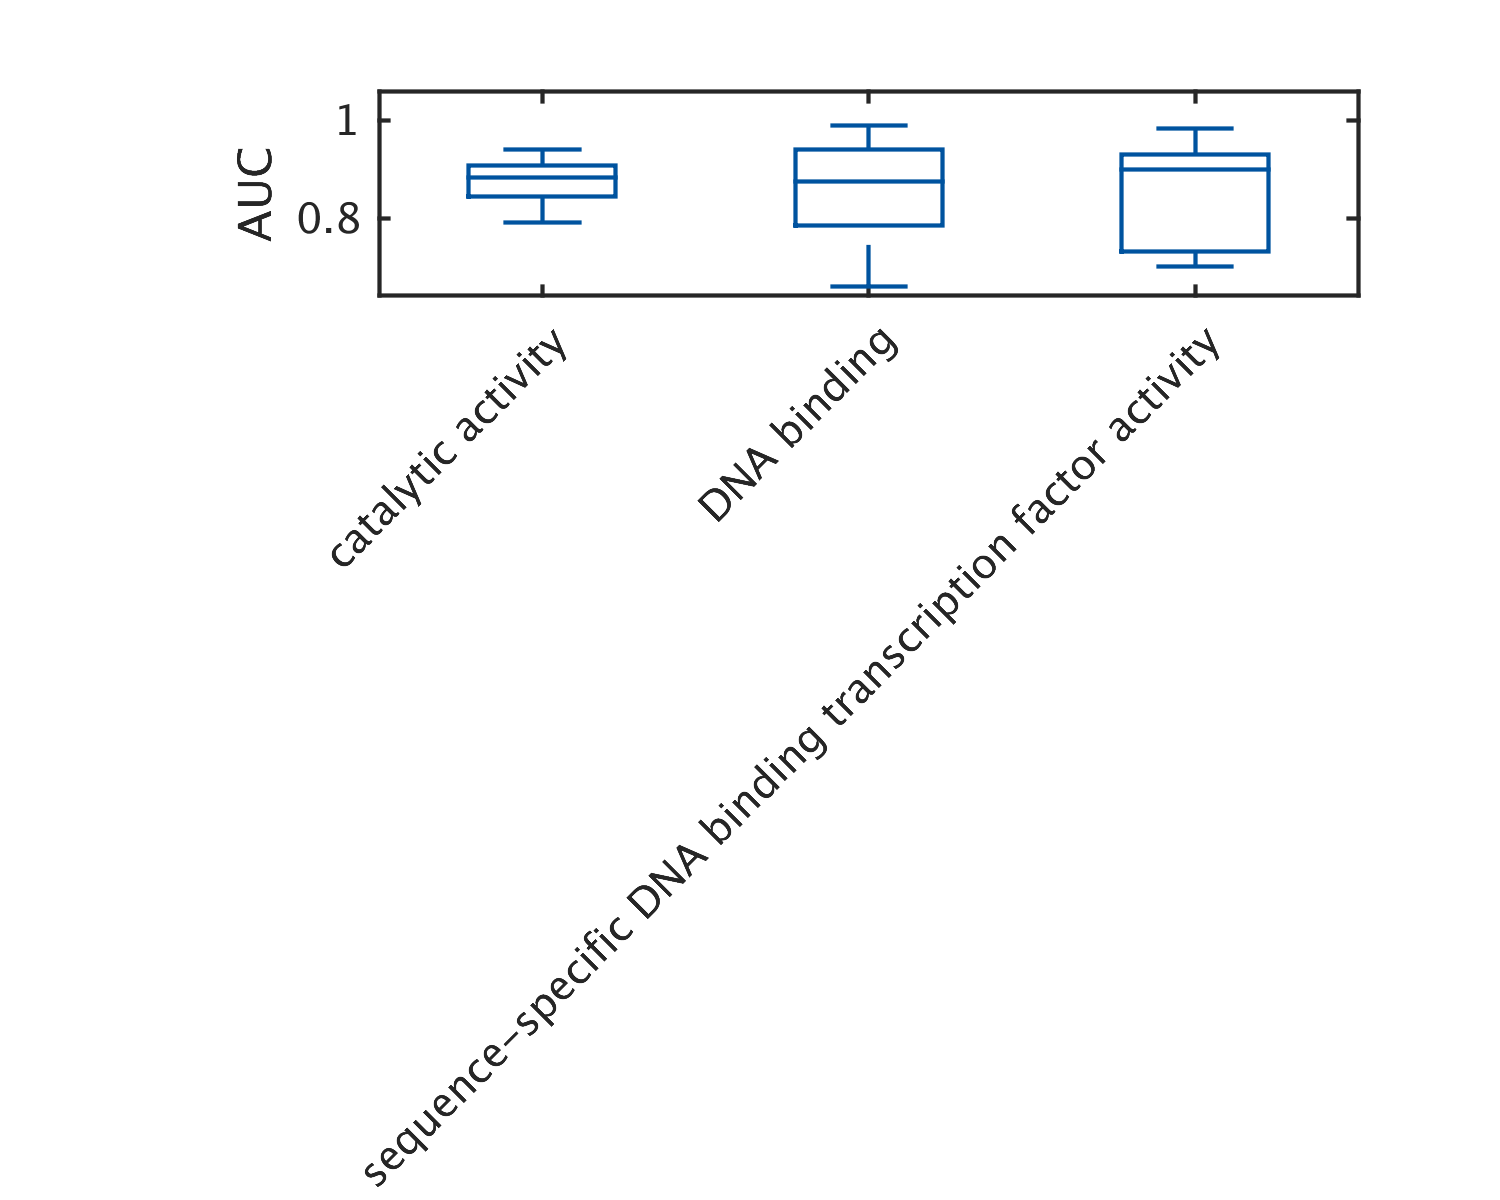 AUC
1
0.8
catalytic activity
DNA binding
sequence–specific DNA binding transcription factor activity